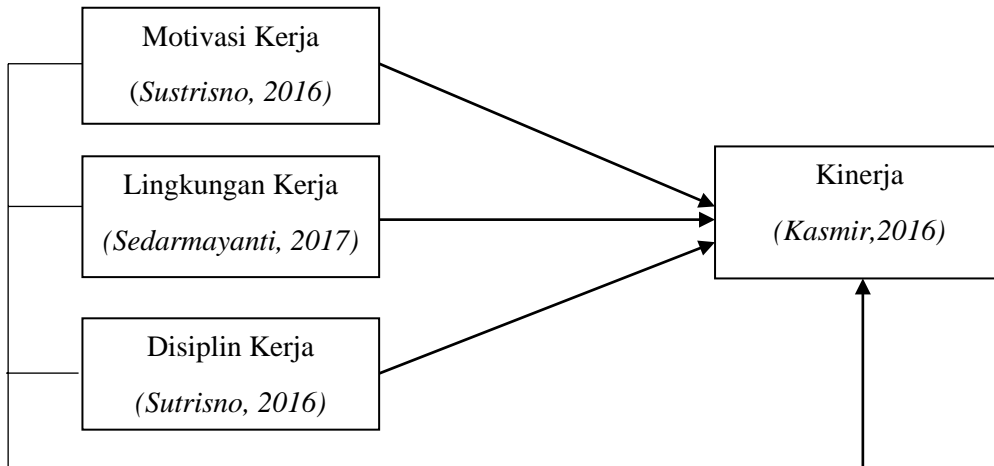 Motivasi Kerja
(Sustrisno, 2016)
Lingkungan Kerja
(Sedarmayanti, 2017)
Disiplin Kerja
(Sutrisno, 2016)
Kinerja
(Kasmir,2016)